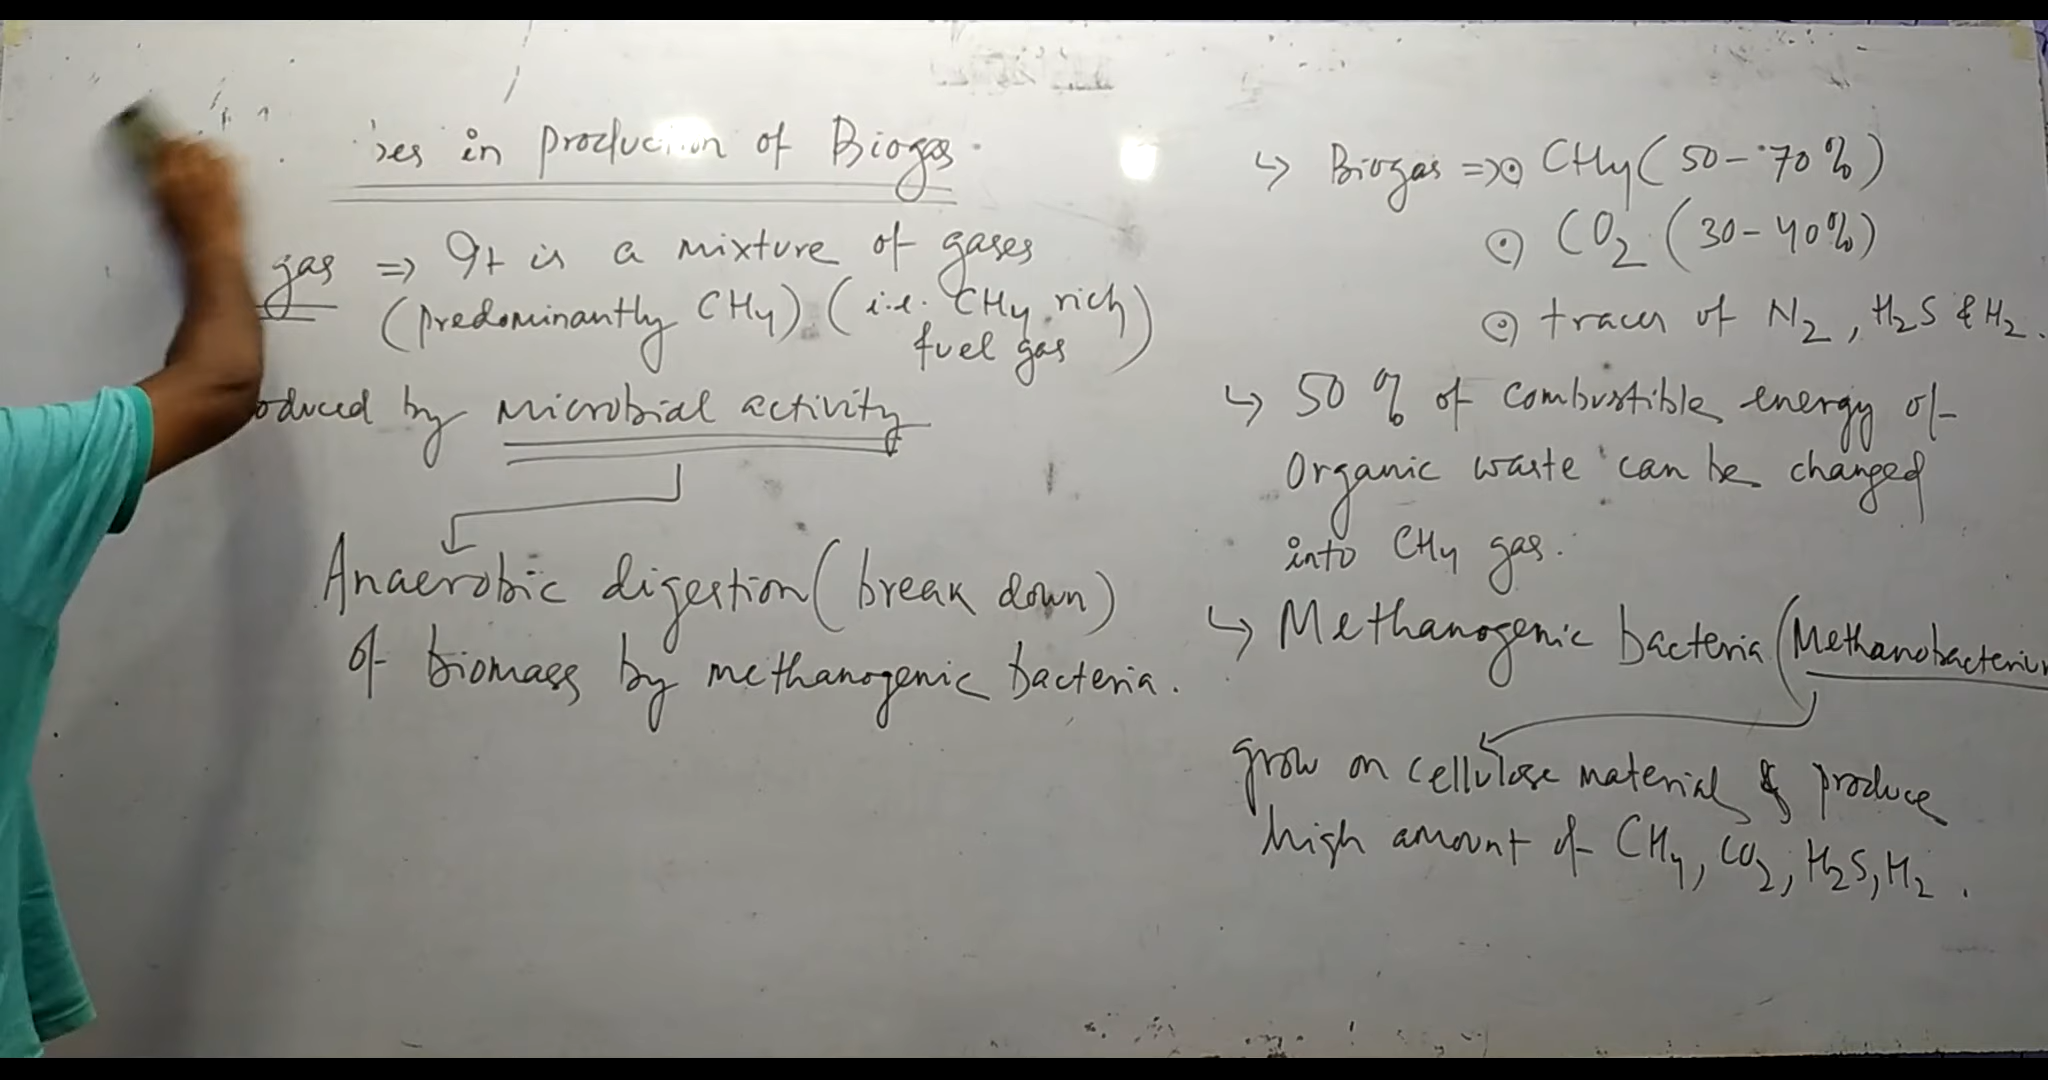 in production of Biogas.
gas => It is a mixture of gases
(predominantly CH4) (i.e. CH4 rich
fuel gas)
oduced by microbial activity
Anaerobic digestion (break down)
of biomass by methanogenic bacteria.
↳ Biogas => ⊙ CH4 (50-70%)
⊙ CO2 (30-40%)
⊙ traces of N2, H2S & H2.
↳ 50 % of combustible energy of
Organic waste can be changed
into CH4 gas.
↳ Methanogenic bacteria (Methanobacteriu
grow on cellulose material & produce
high amount of CH4, CO2, H2S, H2.